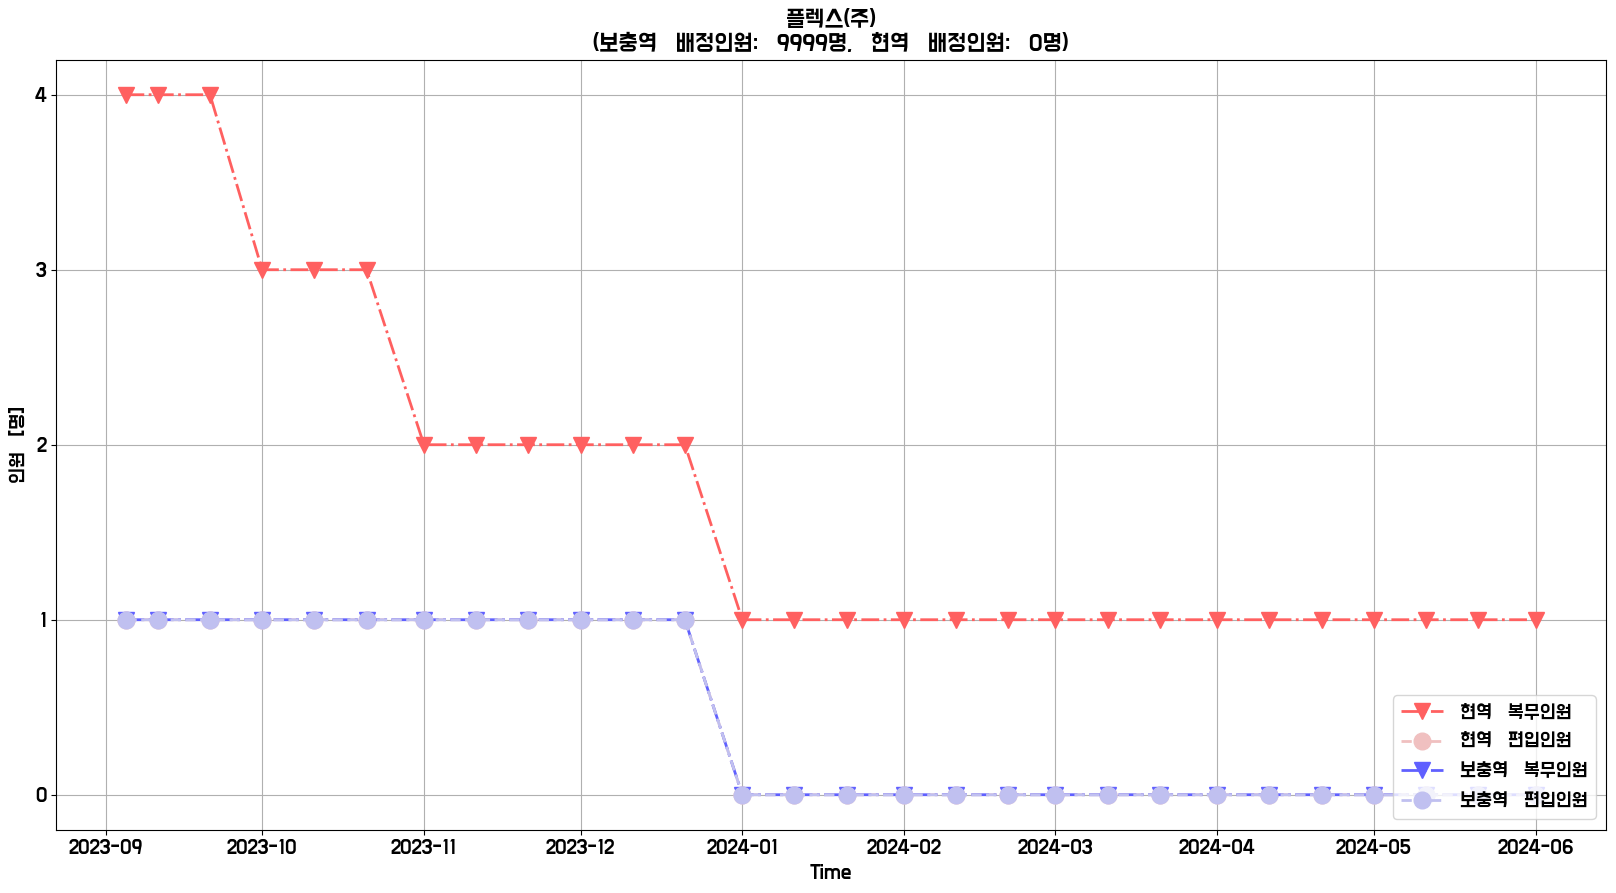 플렉스(주)
(보충역 배정인원: 9999명, 현역 배정인원: 0명)
인원 [명]
4
3
2
1
0
2023-09 2023-10 2023-11 2023-12 2024-01 2024-02 2024-03 2024-04 2024-05 2024-06
Time
현역 복무인원
현역 편입인원
보충역 복무인원
보충역 편입인원